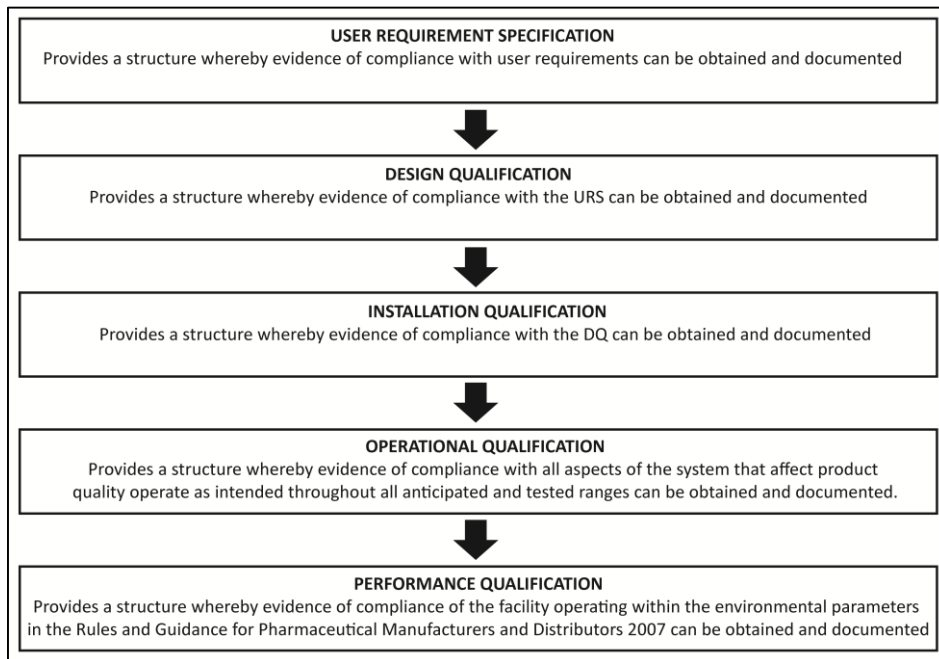 USER REQUIREMENT SPECIFICATION
Provides a structure whereby evidence of compliance with user requirements can be obtained and documented
DESIGN QUALIFICATION
Provides a structure whereby evidence of compliance with the URS can be obtained and documented
INSTALLATION QUALIFICATION
Provides a structure whereby evidence of compliance with the DQ can be obtained and documented
OPERATIONAL QUALIFICATION
Provides a structure whereby evidence of compliance with all aspects of the system that affect product
quality operate as intended throughout all anticipated and tested ranges can be obtained and documented.
PERFORMANCE QUALIFICATION
Provides a structure whereby evidence of compliance of the facility operating within the environmental parameters
in the Rules and Guidance for Pharmaceutical Manufacturers and Distributors 2007 can be obtained and documented